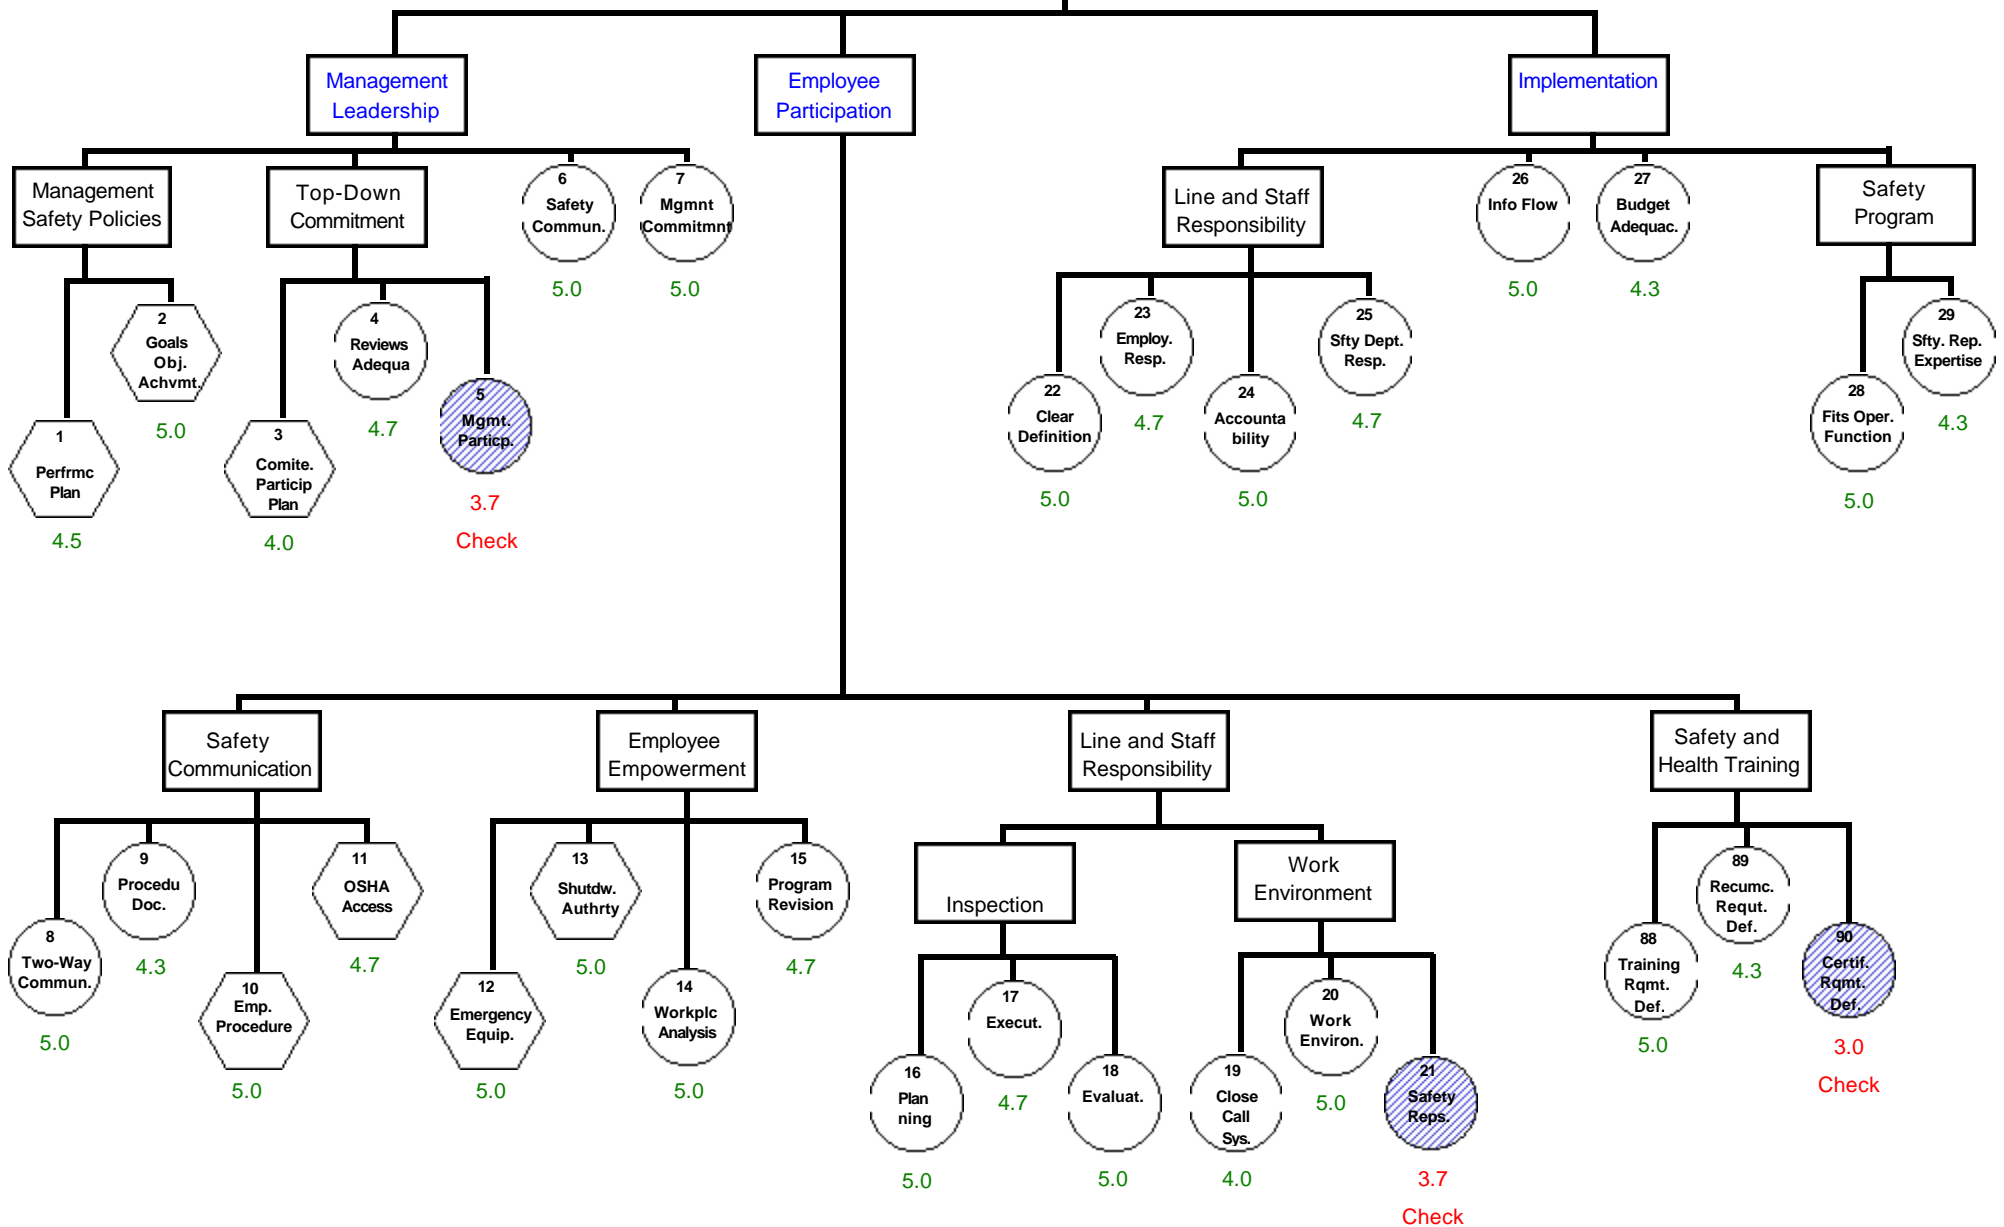 Management
Leadership
Employee
Participation
Implementation
Management
Safety Policies
Top-Down
Commitment
6
Safety
Commun.
5.0
7
Mgmnt
Commitmnt
5.0
Line and Staff
Responsibility
26
Info Flow
5.0
27
Budget
Adequac.
4.3
Safety
Program
1
Perfrmc
Plan
4.5
2
Goals
Obj.
Achvmt.
5.0
3
Comite.
Particip
Plan
4.0
4
Reviews
Adequa
4.7
5
Mgmt.
Particp.
3.7
Check
22
Clear
Definition
5.0
23
Employ.
Resp.
4.7
24
Accounta
bility
5.0
25
Sfty Dept.
Resp.
4.7
28
Fits Oper.
Function
5.0
29
Sfty. Rep.
Expertise
4.3
Safety
Communication
Employee
Empowerment
Line and Staff
Responsibility
Safety and
Health Training
8
Two-Way
Commun.
5.0
9
Procedu
Doc.
4.3
10
Emp.
Procedure
5.0
11
OSHA
Access
4.7
12
Emergency
Equip.
5.0
13
Shutdw.
Authrty
5.0
14
Workplc
Analysis
5.0
15
Program
Revision
4.7
Inspection
Work
Environment
16
Plan
ning
5.0
17
Execut.
4.7
18
Evaluat.
5.0
19
Close
Call
Sys.
4.0
20
Work
Environ.
5.0
21
Safety
Reps.
3.7
Check
88
Training
Rqmt.
Def.
5.0
89
Recumc.
Requt.
Def.
4.3
90
Certif.
Rqmt.
Def.
3.0
Check